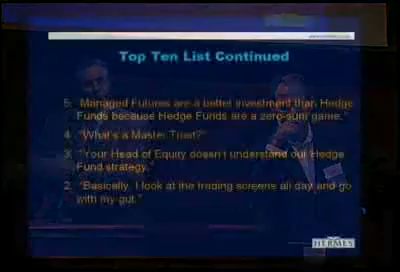 Top Ten List Continued
5. "Managed Futures are a better investment than Hedge
Funds because Hedge Funds are a zero-sum game."
4. "What's a Master Trust?"
3. "Your Head of Equity doesn't understand our Hedge
Fund strategy."
2. "Basically, I look at the trading screens all day and go
with my gut."
HERMES